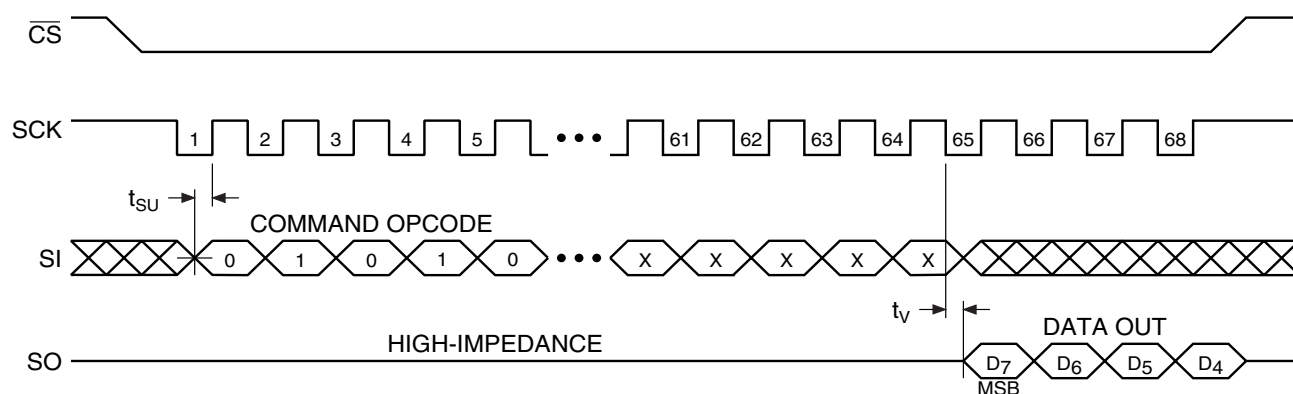 CS
SCK 1 2 3 4 5 61 62 63 64 65 66 67 68
tSU
COMMAND OPCODE
SI 0 1 0 1 0 X X X X X
tV
HIGH-IMPEDANCE
DATA OUT
SO D7 D6 D5 D4
MSB